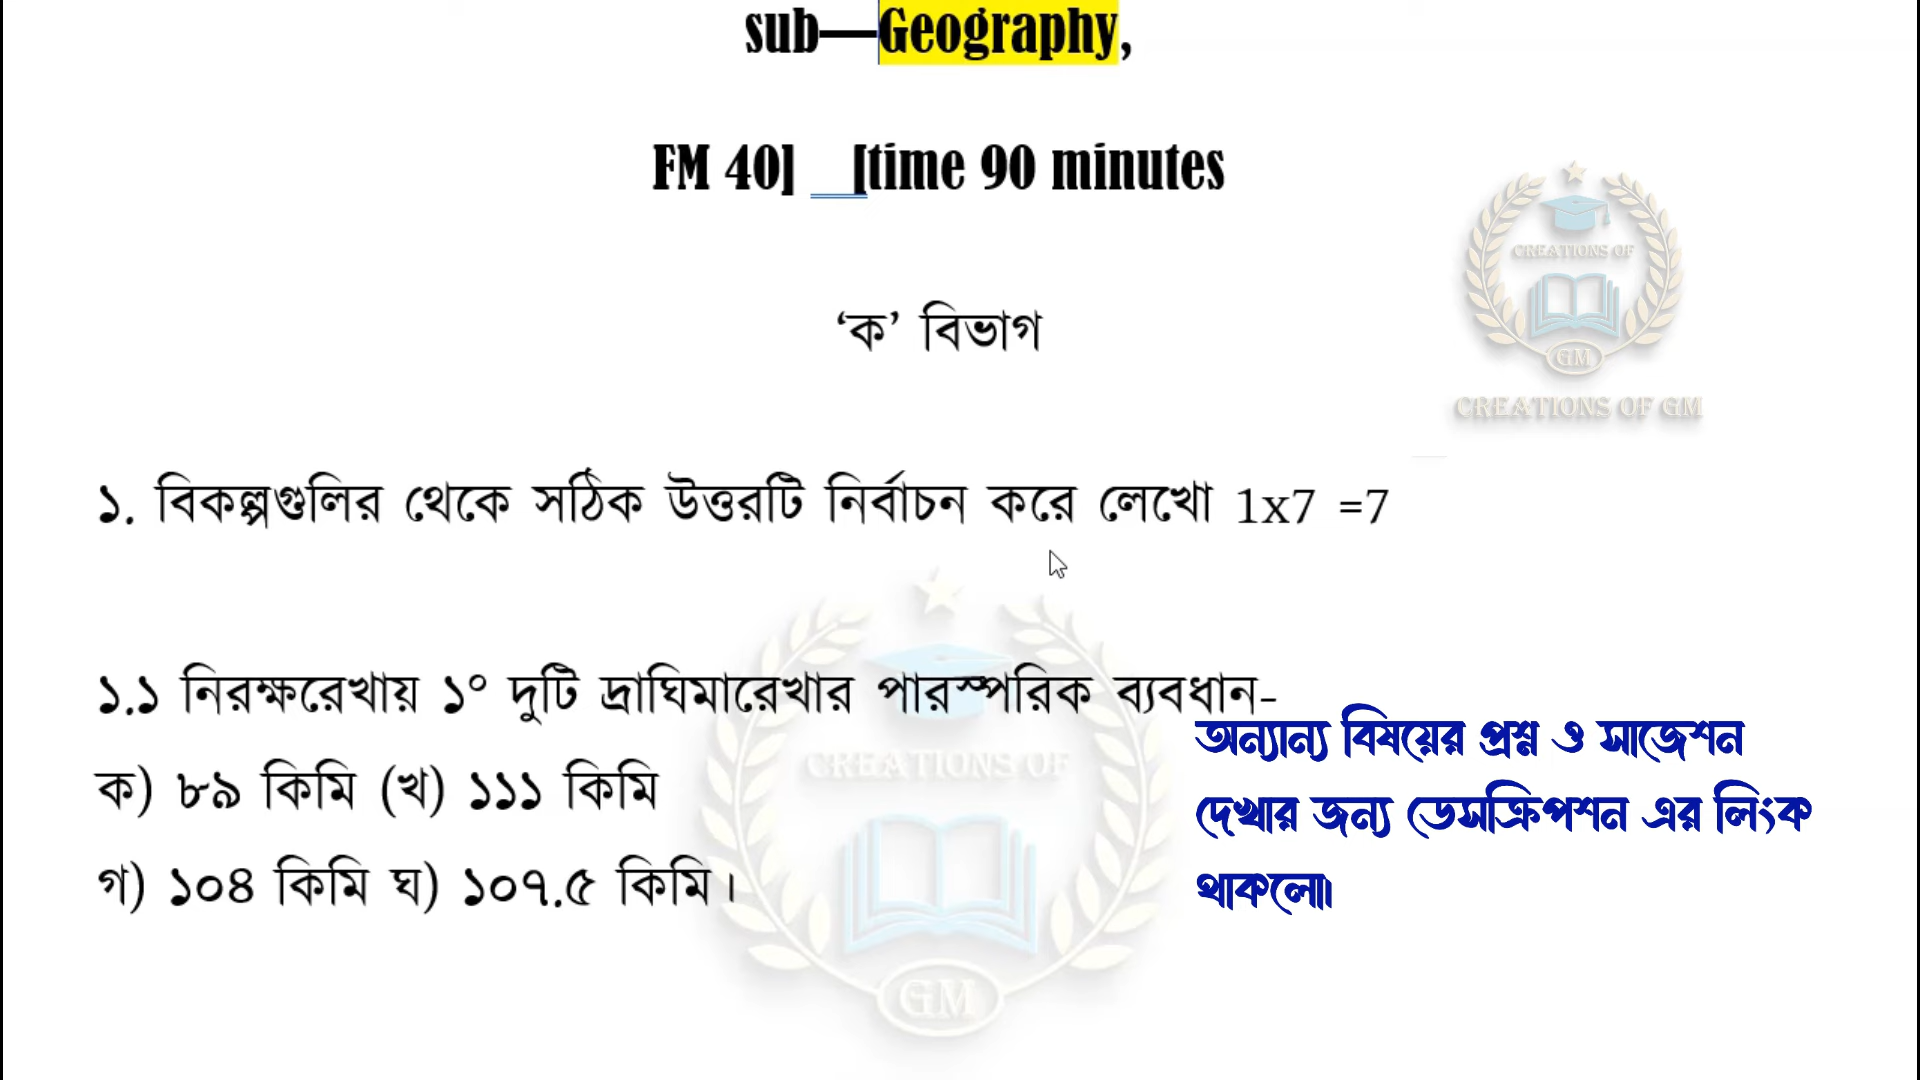 sub—Geography,
FM 40] __[time 90 minutes
CREATIONS OF
GM
CREATIONS OF GM
‘ক’ বিভাগ
১. বিকল্পগুলির থেকে সঠিক উত্তরটি নির্বাচন করে লেখো 1x7 =7
১.১ নিরক্ষরেখায় ১° দুটি দ্রাঘিমারেখার পারস্পরিক ব্যবধান-
ক) ৮৯ কিমি (খ) ১১১ কিমি
গ) ১০৪ কিমি ঘ) ১০৭.৫ কিমি।
অন্যান্য বিষয়ের প্রশ্ন ও সাজেশন
দেখার জন্য ডেসক্রিপশন এর লিংক
থাকলো।
CREATIONS OF
GM